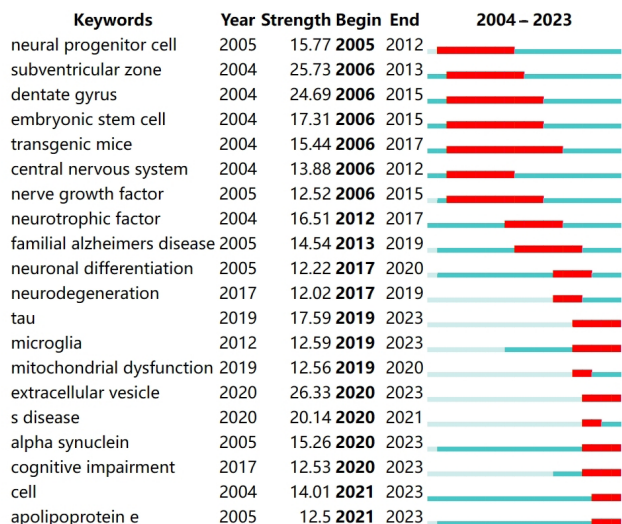 Keywords Year Strength Begin End 2004 – 2023
neural progenitor cell 2005 15.77 2005 2012
subventricular zone 2004 25.73 2006 2013
dentate gyrus 2004 24.69 2006 2015
embryonic stem cell 2004 17.31 2006 2015
transgenic mice 2004 15.44 2006 2017
central nervous system 2004 13.88 2006 2012
nerve growth factor 2005 12.52 2006 2015
neurotrophic factor 2004 16.51 2012 2017
familial alzheimers disease 2005 14.54 2013 2019
neuronal differentiation 2005 12.22 2017 2020
neurodegeneration 2017 12.02 2017 2019
tau 2019 17.59 2019 2023
microglia 2012 12.59 2019 2023
mitochondrial dysfunction 2019 12.56 2019 2020
extracellular vesicle 2020 26.33 2020 2023
s disease 2020 20.14 2020 2021
alpha synuclein 2005 15.26 2020 2023
cognitive impairment 2017 12.53 2020 2023
cell 2004 14.01 2021 2023
apolipoprotein e 2005 12.5 2021 2023